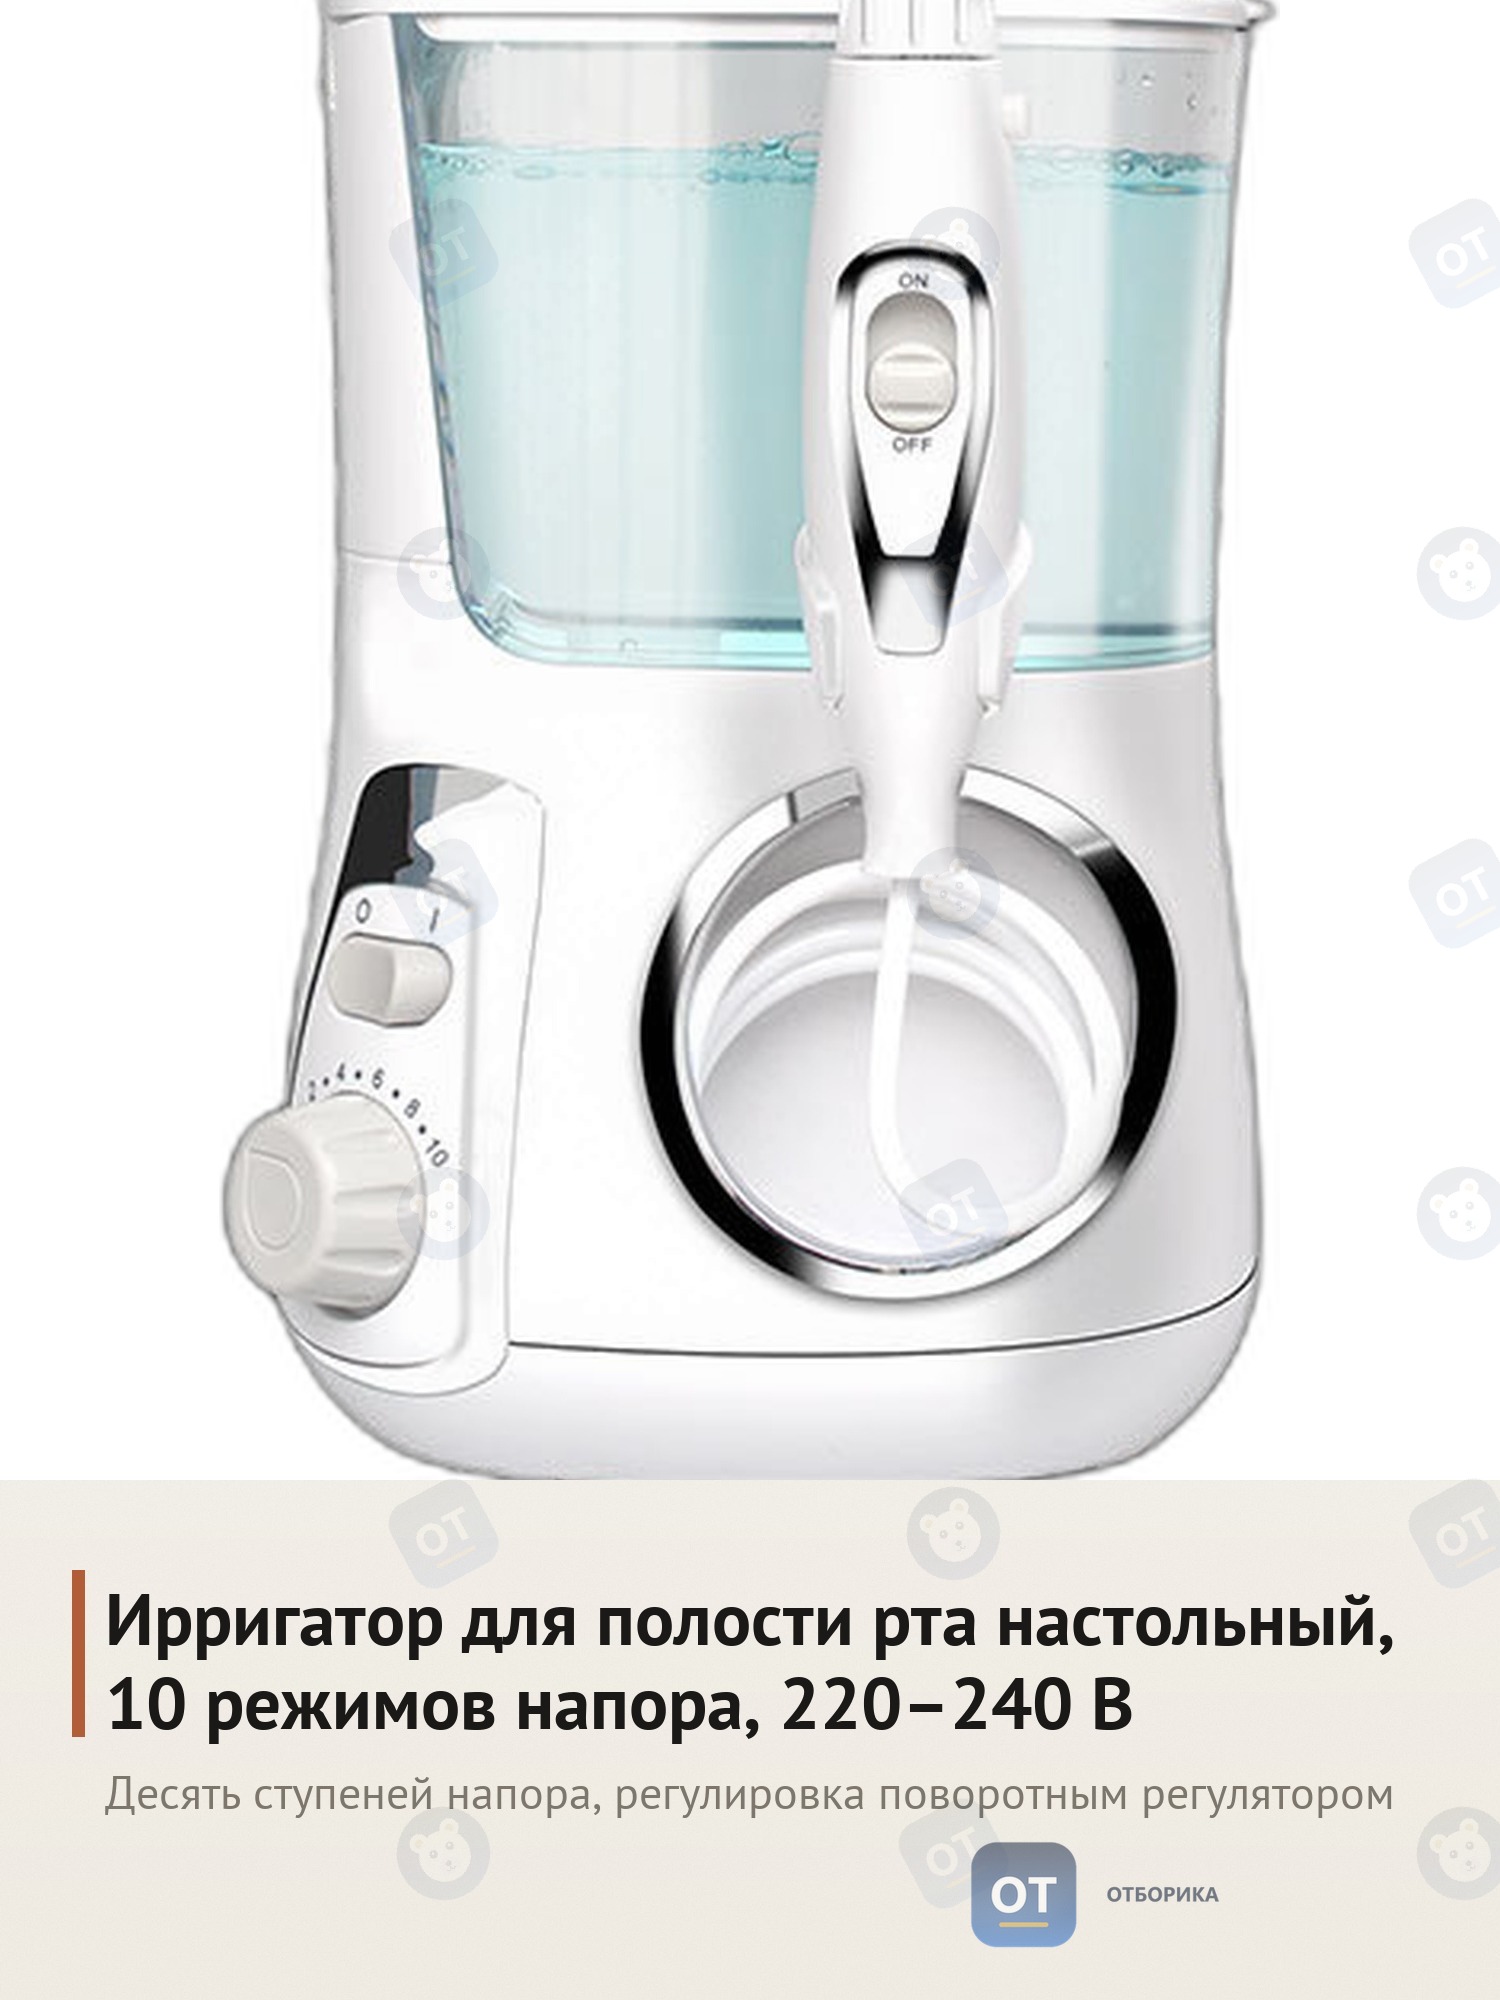 ON
OFF
O I
2 • 4 • 6 • 8 • 10
Ирригатор для полости рта настольный,
10 режимов напора, 220–240 В
Десять ступеней напора, регулировка поворотным регулятором
ОТ ОТБОРИКА